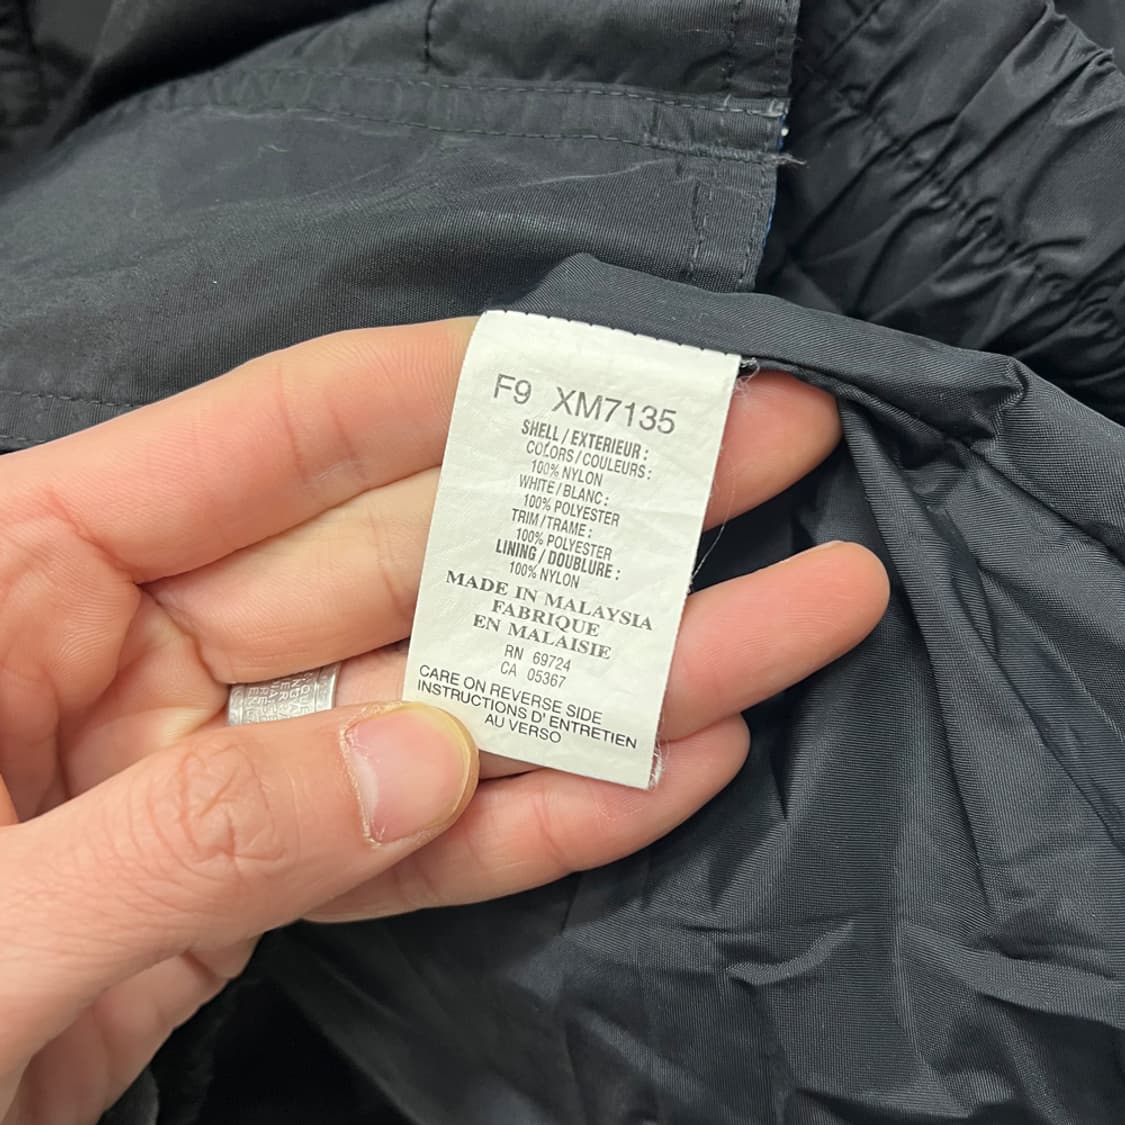 F9 XM7135
SHELL / EXTERIEUR :
COLORS / COULEURS :
100% NYLON
WHITE / BLANC :
100% POLYESTER
TRIM / TRAME :
100% POLYESTER
LINING / DOUBLURE :
100% NYLON
MADE IN MALAYSIA
FABRIQUE
EN MALAISIE
RN 69724
CA 05367
CARE ON REVERSE SIDE
INSTRUCTIONS D' ENTRETIEN
AU VERSO